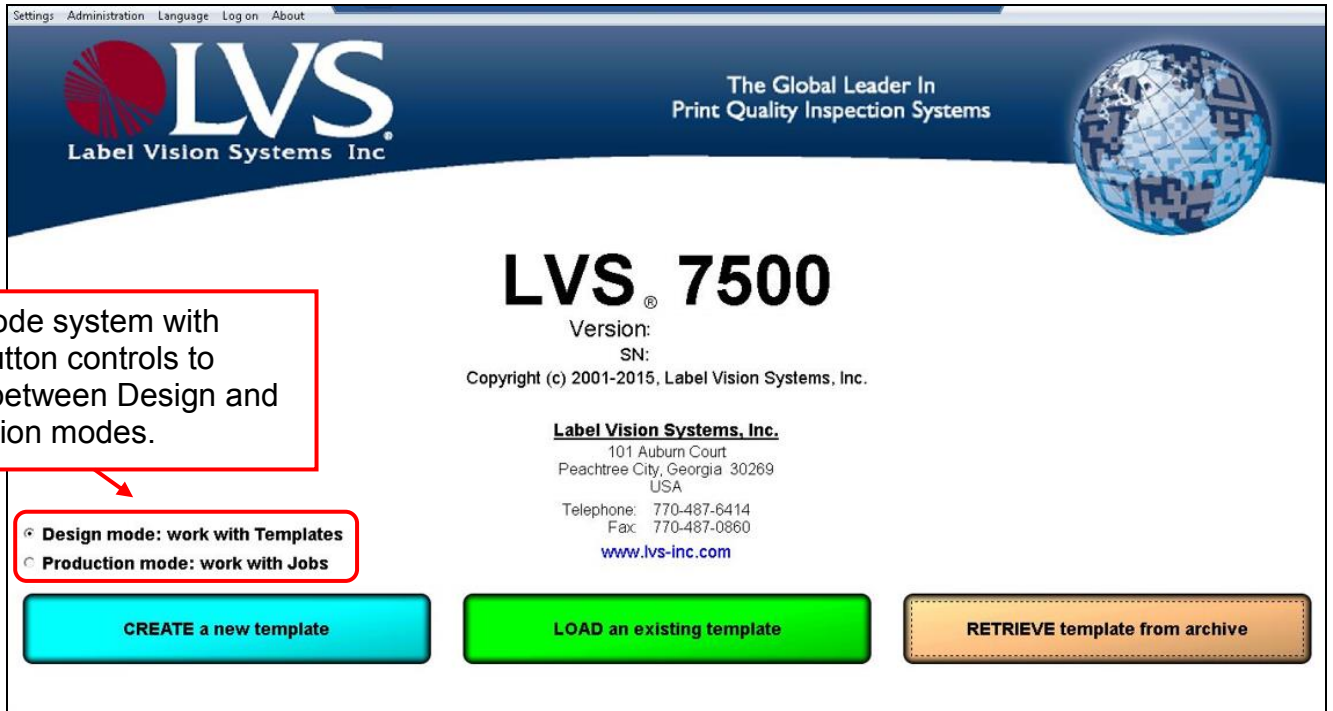 Settings Administration Language Log on About
LVS®
Label Vision Systems Inc
The Global Leader In
Print Quality Inspection Systems
LVS® 7500
Version:
SN:
Copyright (c) 2001-2015, Label Vision Systems, Inc.
system with
controls to
between Design and
modes.
Label Vision Systems, Inc.
101 Auburn Court
Peachtree City, Georgia 30269
USA
Telephone: 770-487-6414
Fax: 770-487-0860
www.lvs-inc.com
Design mode: work with Templates
Production mode: work with Jobs
CREATE a new template
LOAD an existing template
RETRIEVE template from archive